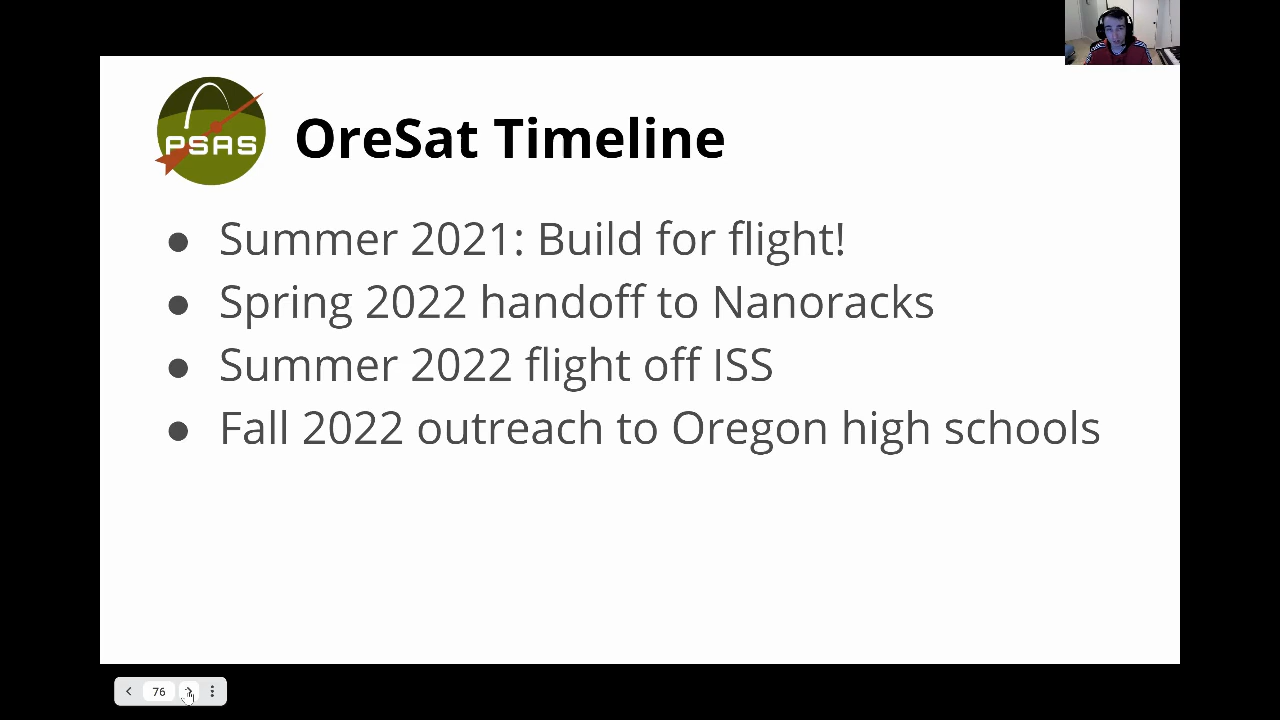 PSAS
OreSat Timeline
● Summer 2021: Build for flight!
● Spring 2022 handoff to Nanoracks
● Summer 2022 flight off ISS
● Fall 2022 outreach to Oregon high schools
76